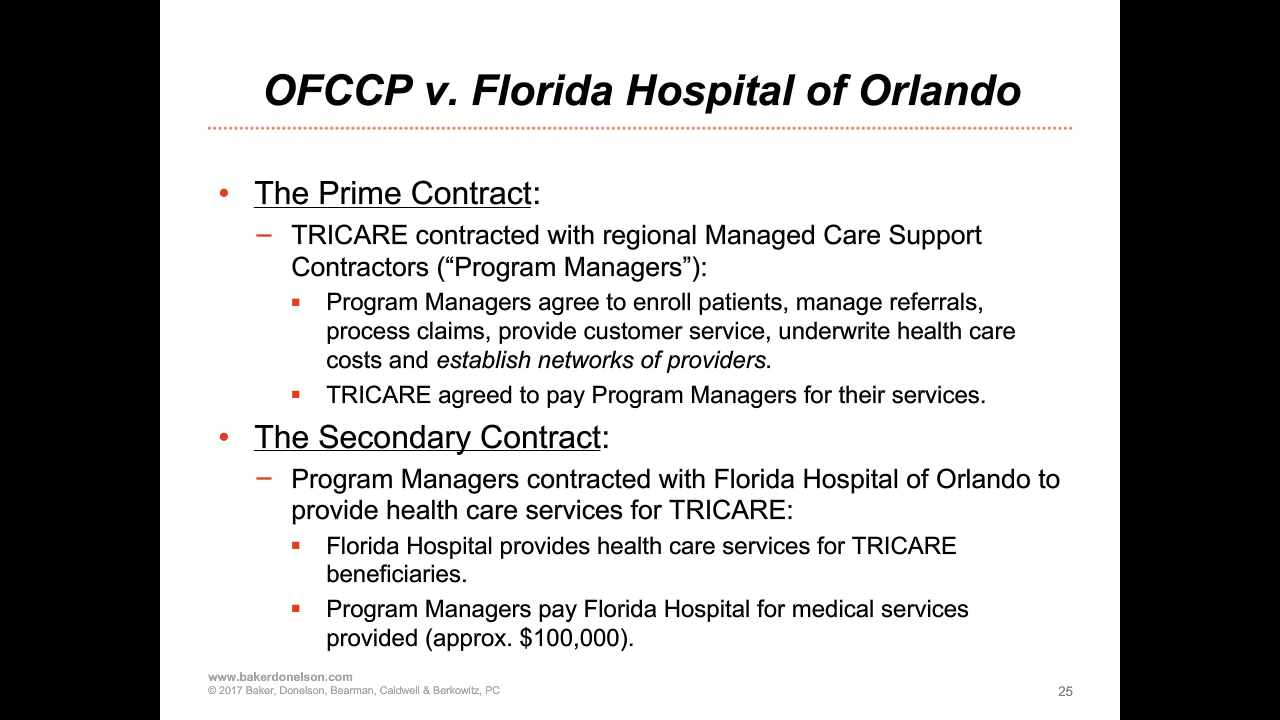 OFCCP v. Florida Hospital of Orlando
• The Prime Contract:
– TRICARE contracted with regional Managed Care Support
Contractors (“Program Managers”):
▪ Program Managers agree to enroll patients, manage referrals,
process claims, provide customer service, underwrite health care
costs and establish networks of providers.
▪ TRICARE agreed to pay Program Managers for their services.
• The Secondary Contract:
– Program Managers contracted with Florida Hospital of Orlando to
provide health care services for TRICARE:
▪ Florida Hospital provides health care services for TRICARE
beneficiaries.
▪ Program Managers pay Florida Hospital for medical services
provided (approx. $100,000).
www.bakerdonelson.com
© 2017 Baker, Donelson, Bearman, Caldwell & Berkowitz, PC
25